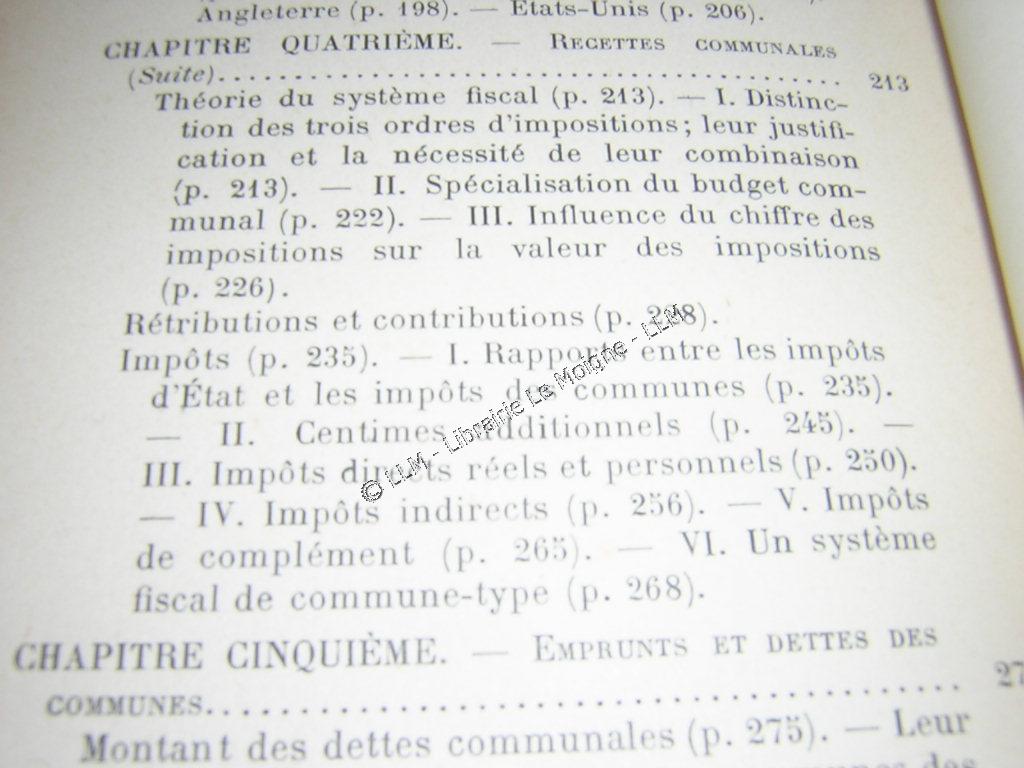 Angleterre (p. 198). — États-Unis (p. 206).
CHAPITRE QUATRIÈME. — RECETTES COMMUNALES
(Suite)........................................ 213
Théorie du système fiscal (p. 213). — I. Distinc-
tion des trois ordres d'impositions; leur justifi-
cation et la nécessité de leur combinaison
(p. 213). — II. Spécialisation du budget com-
munal (p. 222). — III. Influence du chiffre des
impositions sur la valeur des impositions
(p. 226).
Rétributions et contributions (p. 228).
Impôts (p. 235). — I. Rapports entre les impôts
d'État et les impôts des communes (p. 235).
— II. Centimes additionnels (p. 245). —
III. Impôts directs réels et personnels (p. 250).
— IV. Impôts indirects (p. 256). — V. Impôts
de complément (p. 265). — VI. Un système
fiscal de commune-type (p. 268).
CHAPITRE CINQUIÈME. — EMPRUNTS ET DETTES DES
COMMUNES........................................ 27
Montant des dettes communales (p. 275). — Leur
des
© LLM - Librairie Le Moigne - LLM